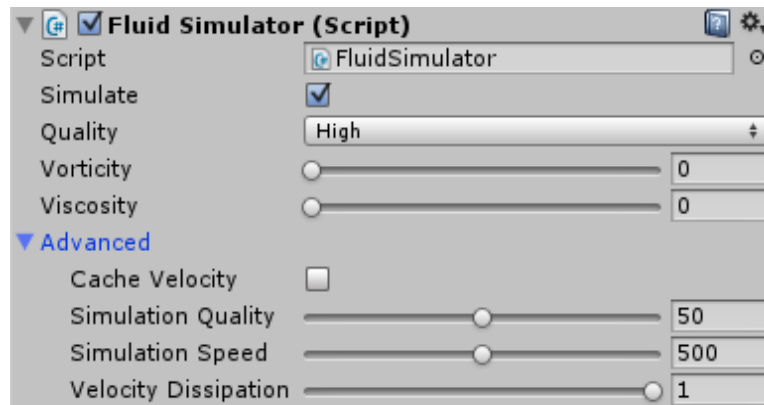 Fluid Simulator (Script)
Script FluidSimulator
Simulate
Quality High
Vorticity 0
Viscosity 0
Advanced
Cache Velocity
Simulation Quality 50
Simulation Speed 500
Velocity Dissipation 1